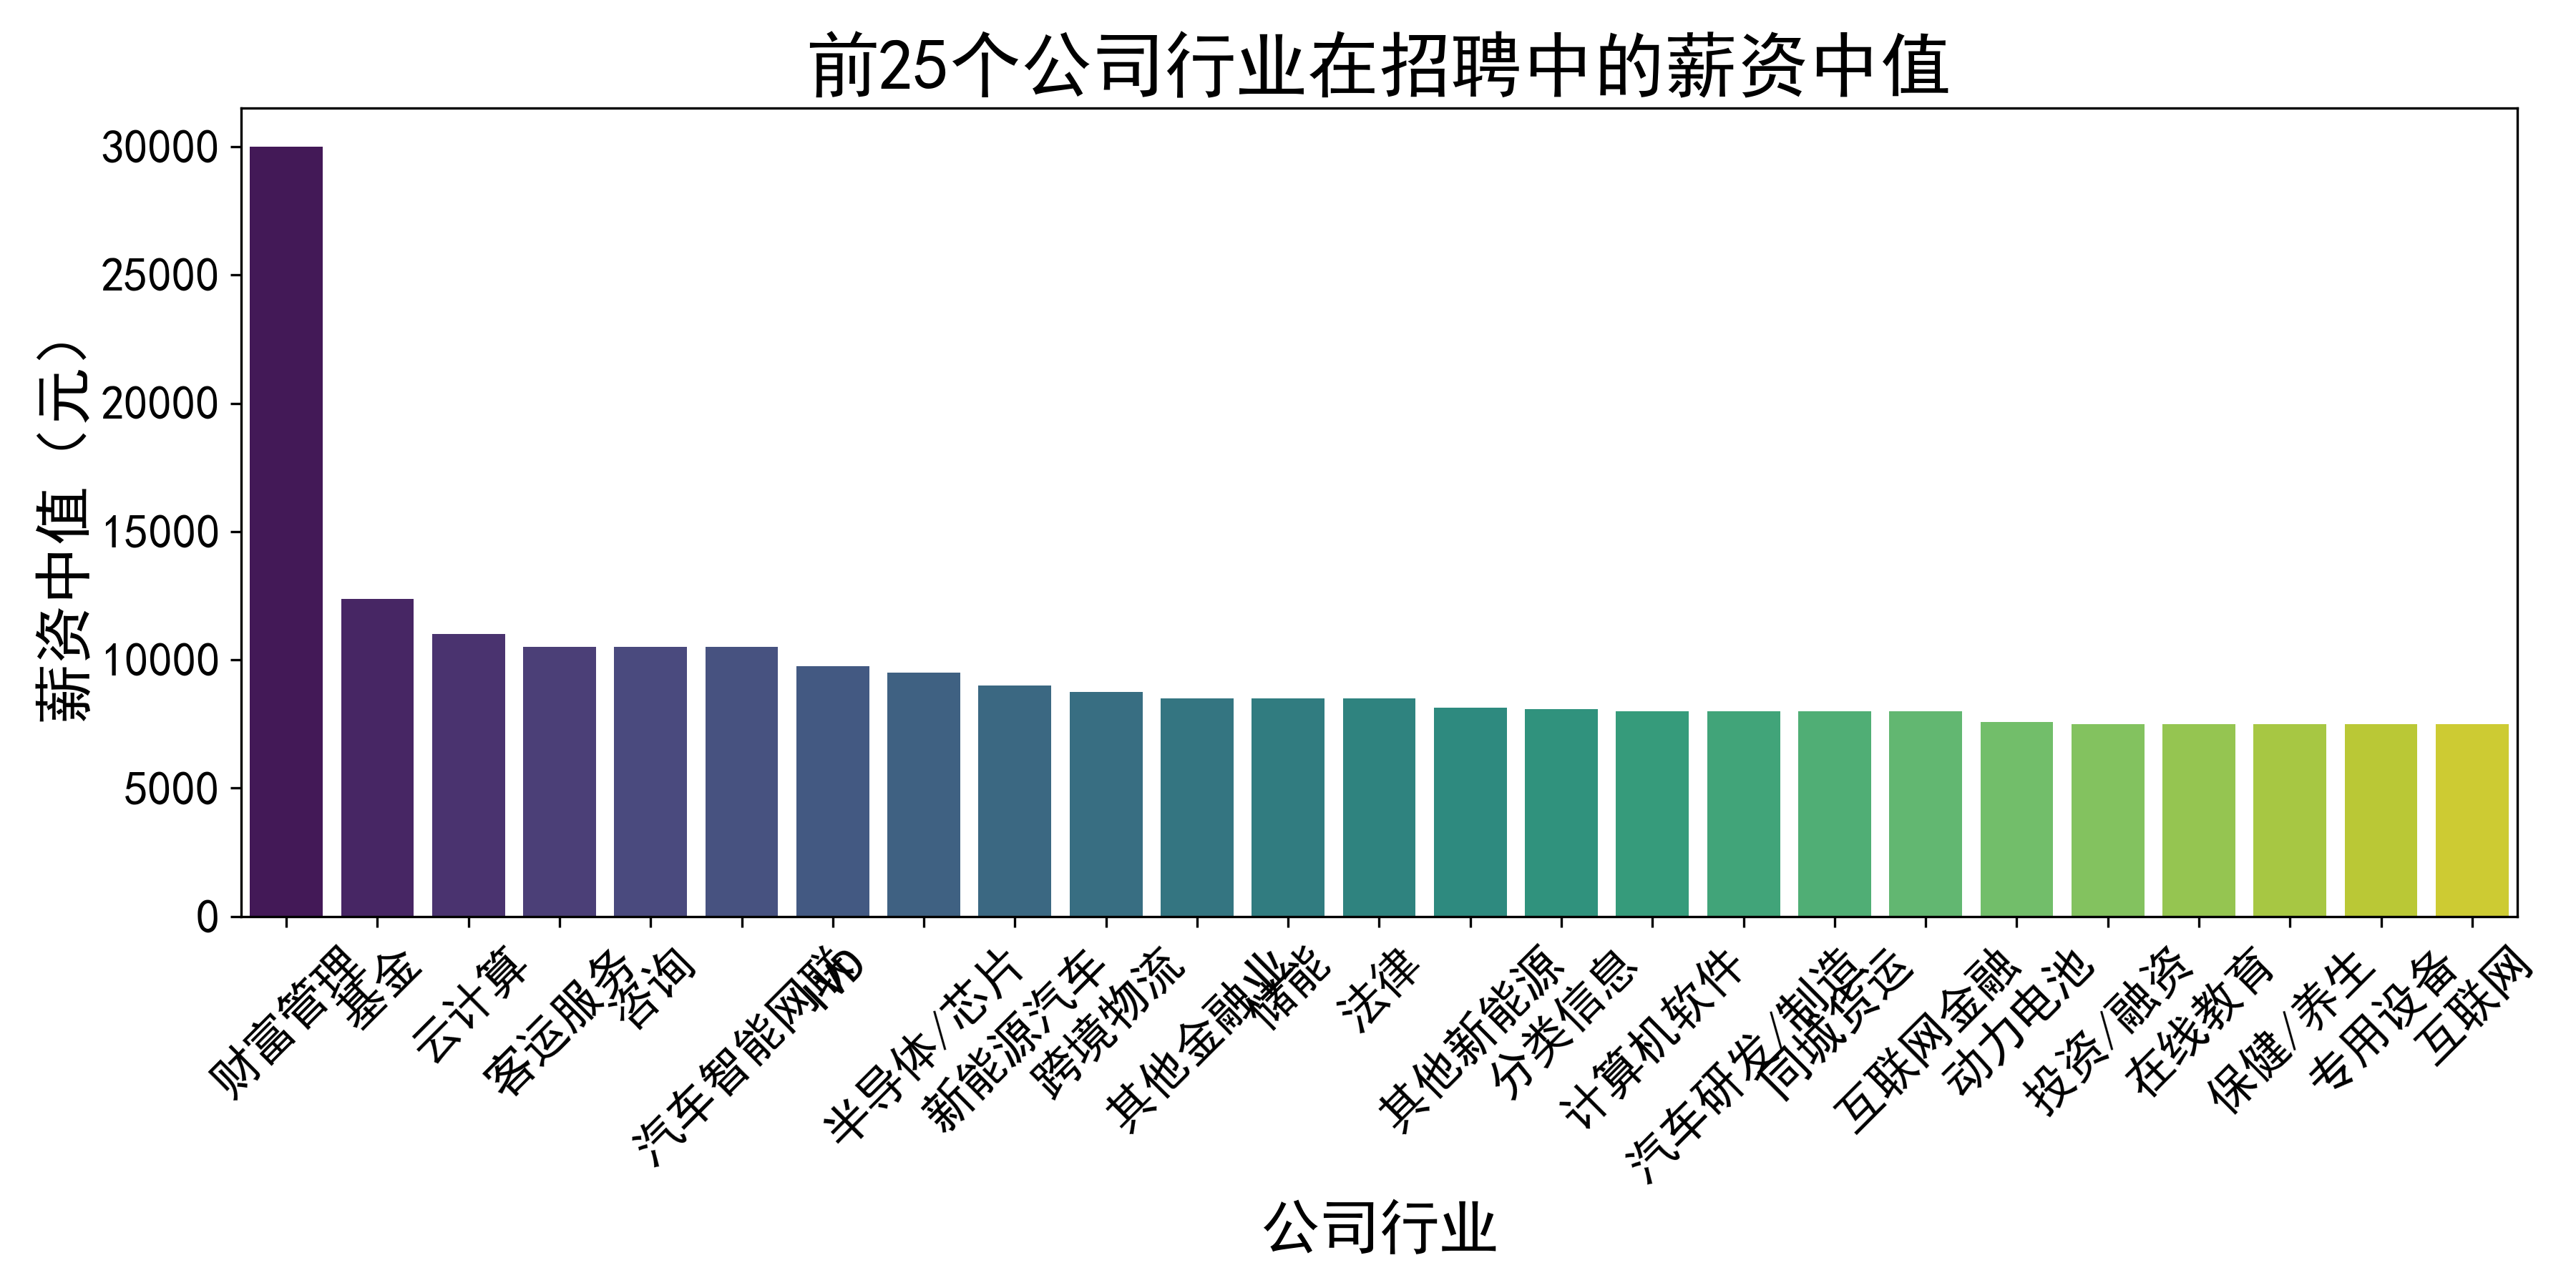 前25个公司行业在招聘中的薪资中值
薪资中值（元）
30000
25000
20000
15000
10000
5000
0
财富管理
基金
云计算
客运服务
咨询
汽车智能网联
IVD
半导体/芯片
新能源汽车
跨境物流
其他金融业
储能
法律
其他新能源
分类信息
计算机软件
汽车研发/制造
同城货运
互联网金融
动力电池
投资/融资
在线教育
保健/养生
专用设备
互联网
公司行业